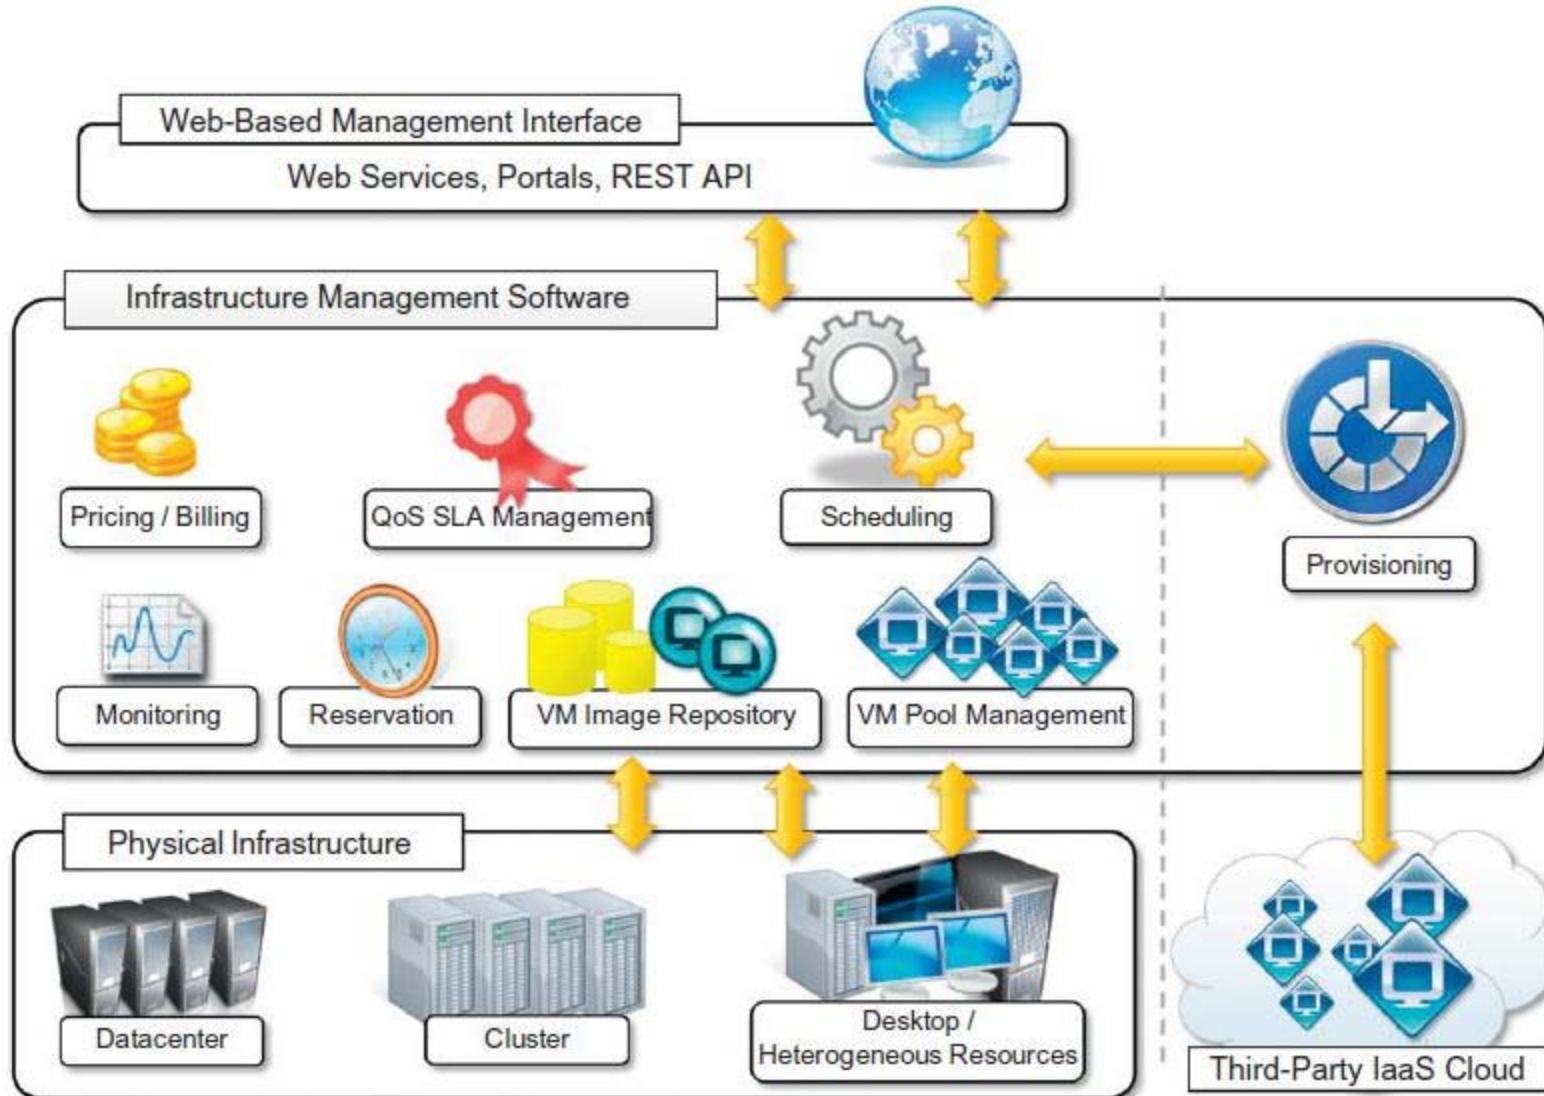 Web-Based Management Interface
Web Services, Portals, REST API
Infrastructure Management Software
Pricing / Billing
QoS SLA Management
Scheduling
Provisioning
Monitoring
Reservation
VM Image Repository
VM Pool Management
Physical Infrastructure
Datacenter
Cluster
Desktop /
Heterogeneous Resources
Third-Party IaaS Cloud